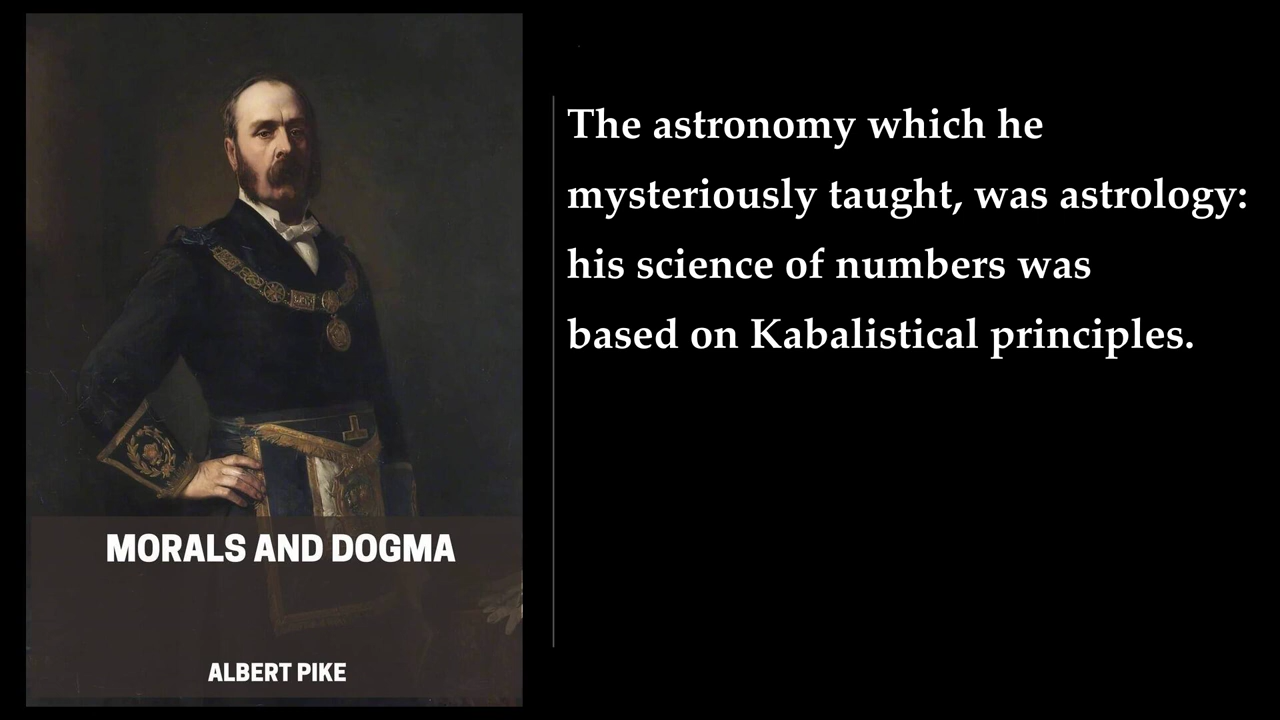 MORALS AND DOGMA
ALBERT PIKE
The astronomy which he
mysteriously taught, was astrology:
his science of numbers was
based on Kabalistical principles.